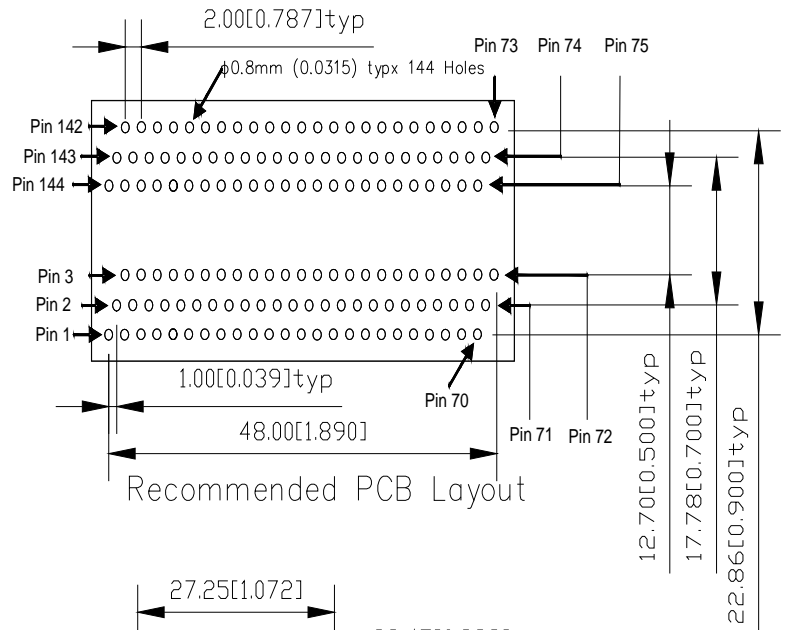 2.00[0.787]typ
Pin 73 Pin 74 Pin 75
ϕ0.8mm (0.0315) typx 144 Holes
Pin 142
Pin 143
Pin 144
Pin 3
Pin 2
Pin 1
1.00[0.039]typ
Pin 70
48.00[1.890]
Pin 71 Pin 72
12.70[0.500]typ
17.78[0.700]typ
22.86[0.900]typ
Recommended PCB Layout
27.25[1.072]